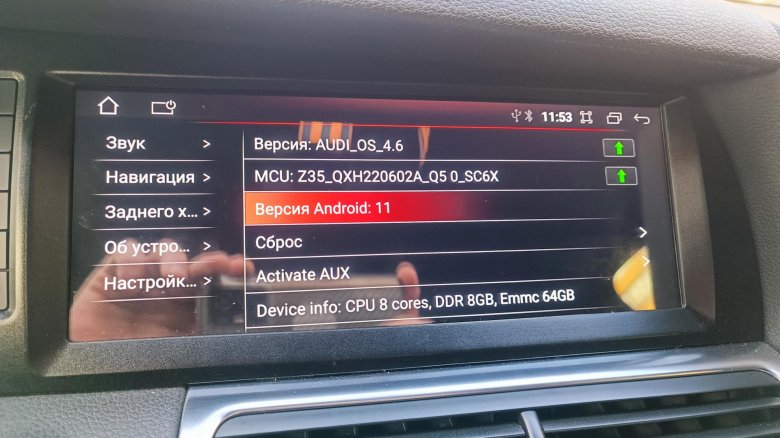 11:53
Звук >
Навигация >
Заднего х... >
Об устро... >
Настройк... >
Версия: AUDI_OS_4.6
MCU: Z35_QXH220602A_Q5 0_SC6X
Версия Android: 11
Сброс
Activate AUX
Device info: CPU 8 cores, DDR 8GB, Emmc 64GB